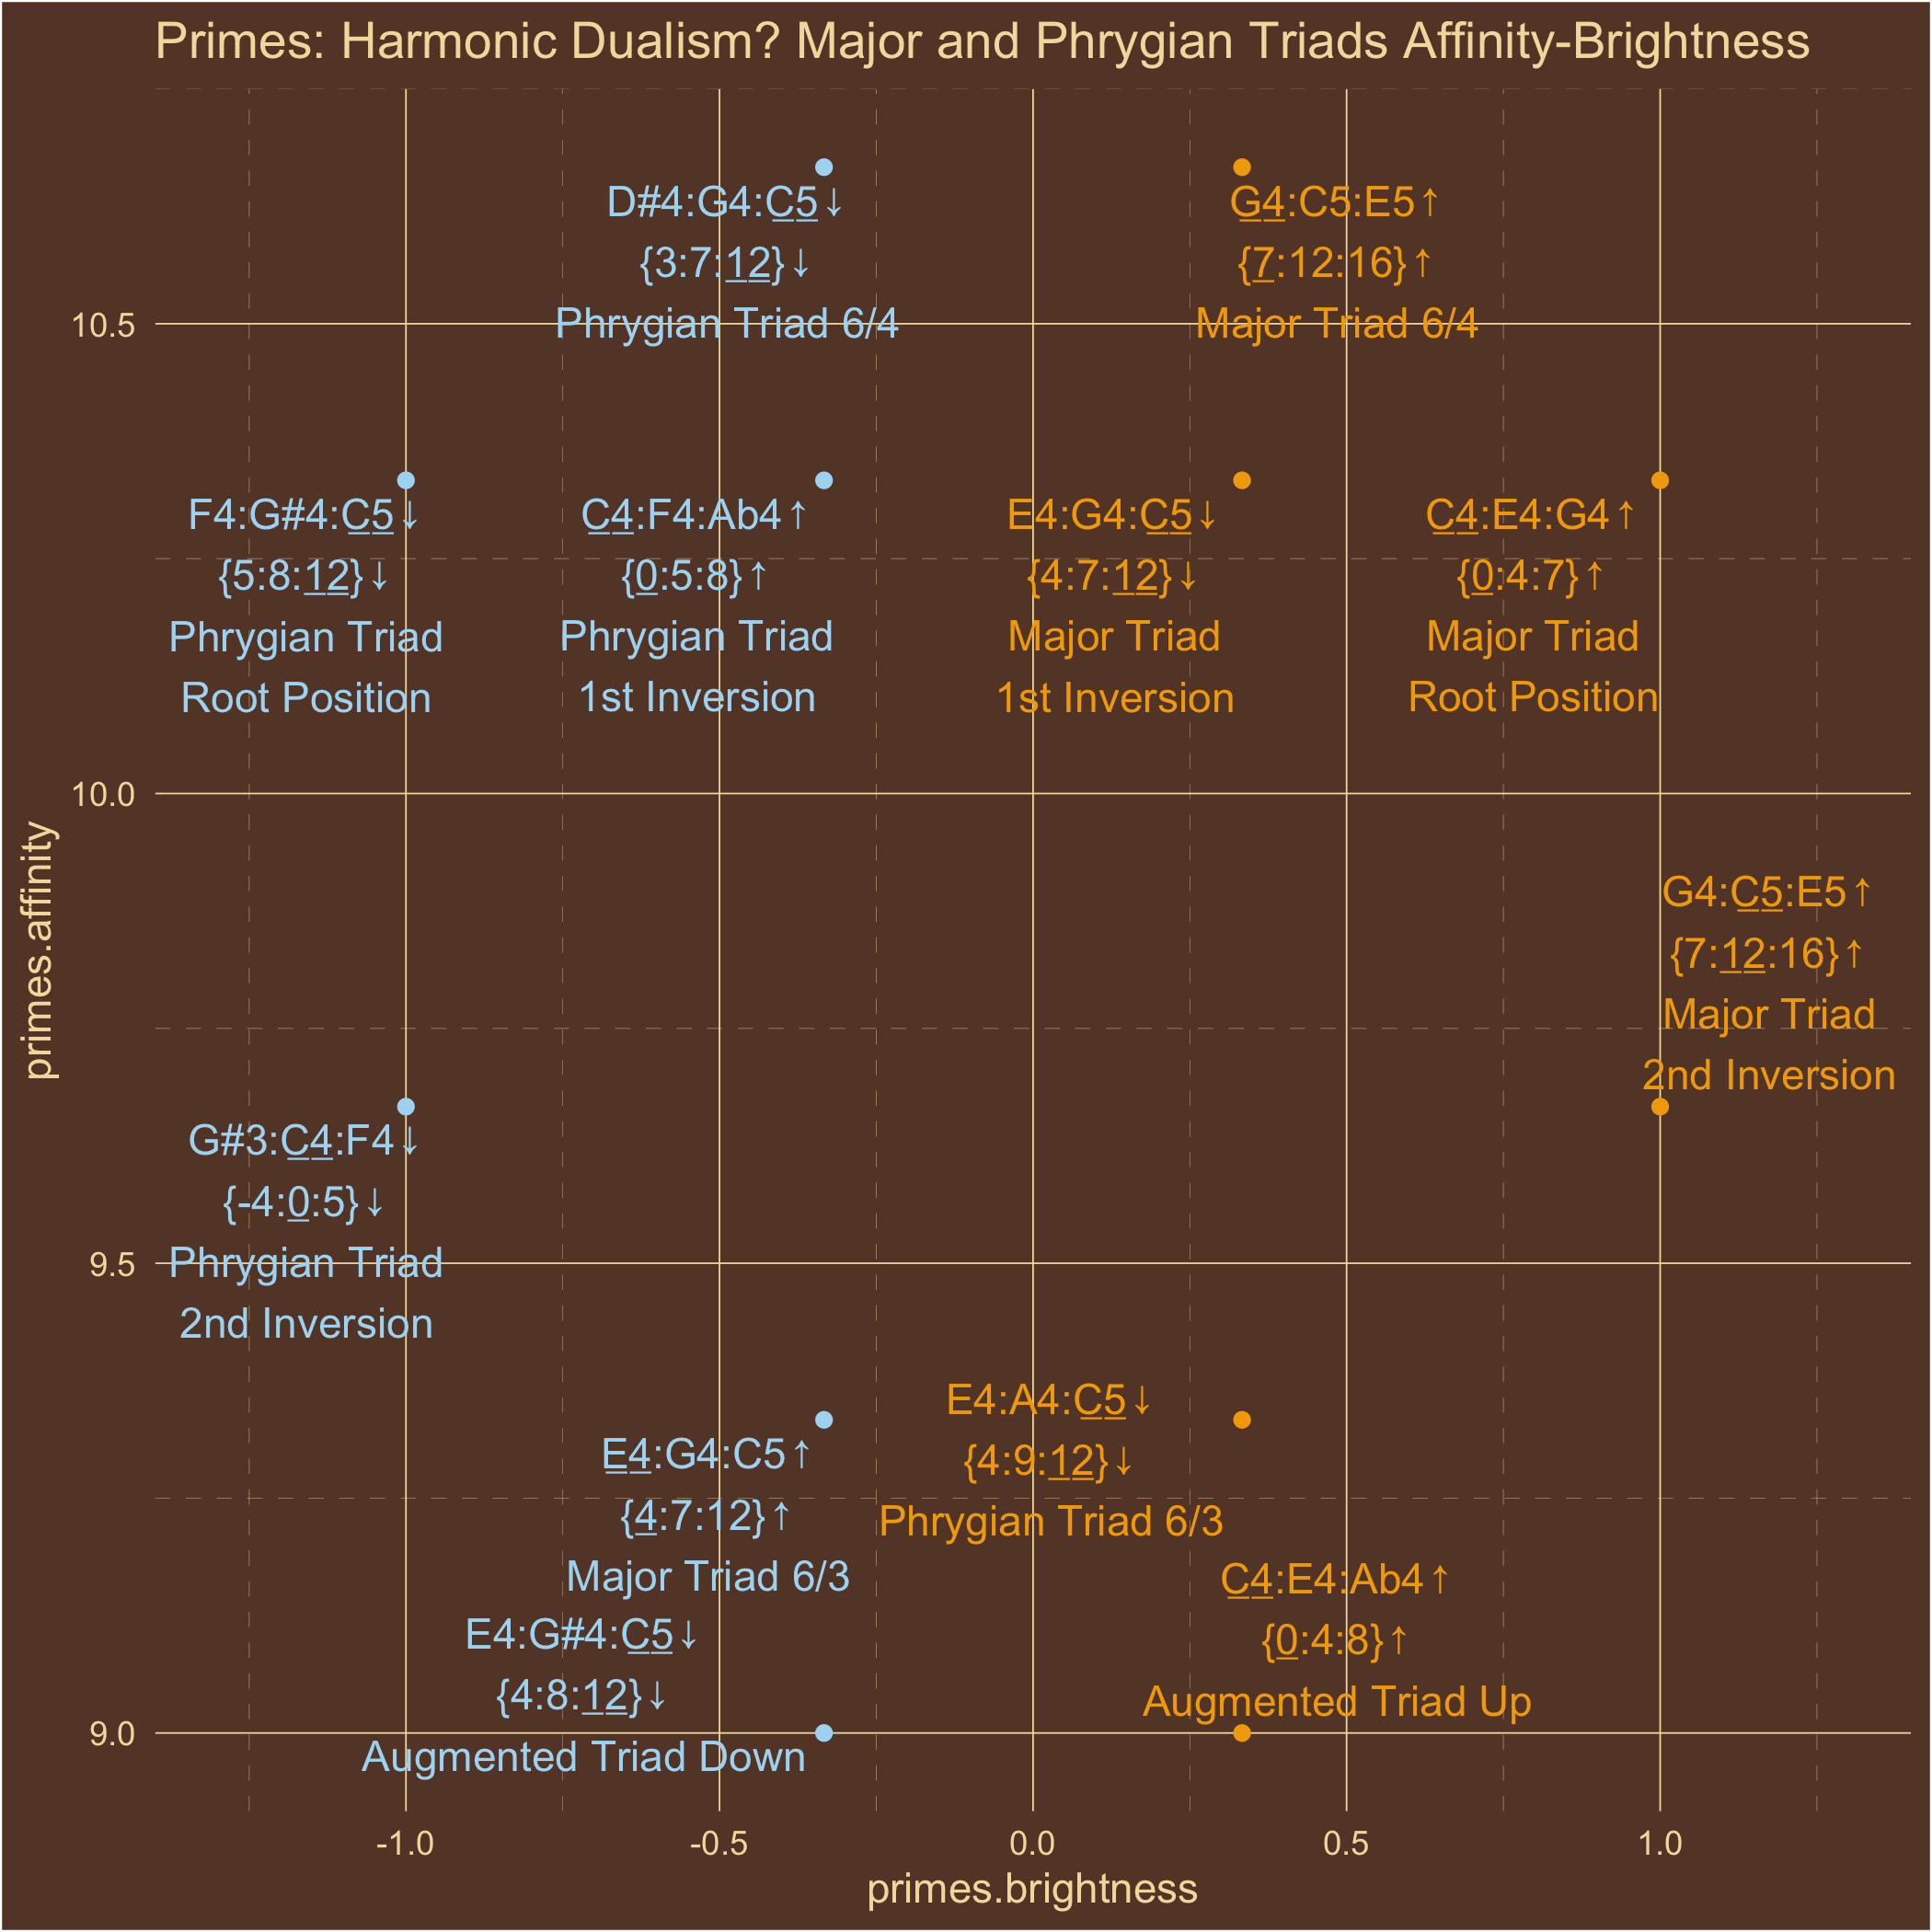 Primes: Harmonic Dualism? Major and Phrygian Triads Affinity-Brightness
D#4:G4:C5↓
{3:7:12}↓
Phrygian Triad 6/4
G4:C5:E5↑
{7:12:16}↑
Major Triad 6/4
10.5
F4:G#4:C5↓
{5:8:12}↓
Phrygian Triad
Root Position
C4:F4:Ab4↑
{0:5:8}↑
Phrygian Triad
1st Inversion
E4:G4:C5↓
{4:7:12}↓
Major Triad
1st Inversion
C4:E4:G4↑
{0:4:7}↑
Major Triad
Root Position
10.0
G4:C5:E5↑
{7:12:16}↑
Major Triad
2nd Inversion
primes.affinity
G#3:C4:F4↓
{-4:0:5}↓
Phrygian Triad
2nd Inversion
9.5
E4:G4:C5↑
{4:7:12}↑
Major Triad 6/3
E4:A4:C5↓
{4:9:12}↓
Phrygian Triad 6/3
E4:G#4:C5↓
{4:8:12}↓
Augmented Triad Down
C4:E4:Ab4↑
{0:4:8}↑
Augmented Triad Up
9.0
-1.0
-0.5
0.0
0.5
1.0
primes.brightness